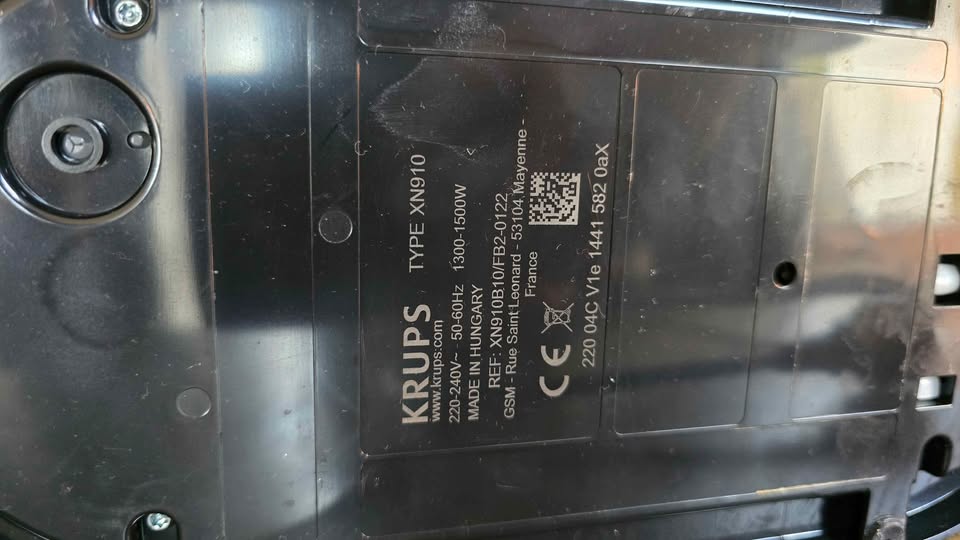 KRUPS TYPE XN910
www.krups.com
220-240V~ 50-60Hz 1300-1500W
MADE IN HUNGARY
REF: XN910B10/FB2-0122
GSM - Rue Saint Leonard - 53104 Mayenne -
France
CE
220 04C V1e 1441 582 0aX